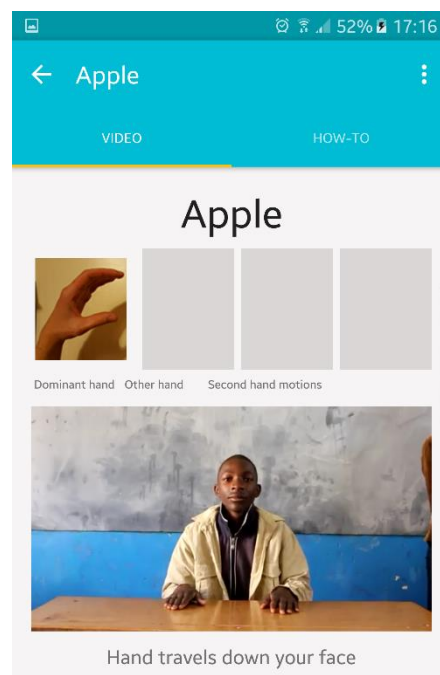 52% 17:16
Apple
VIDEO HOW-TO
Apple
Dominant hand Other hand Second hand motions
Hand travels down your face